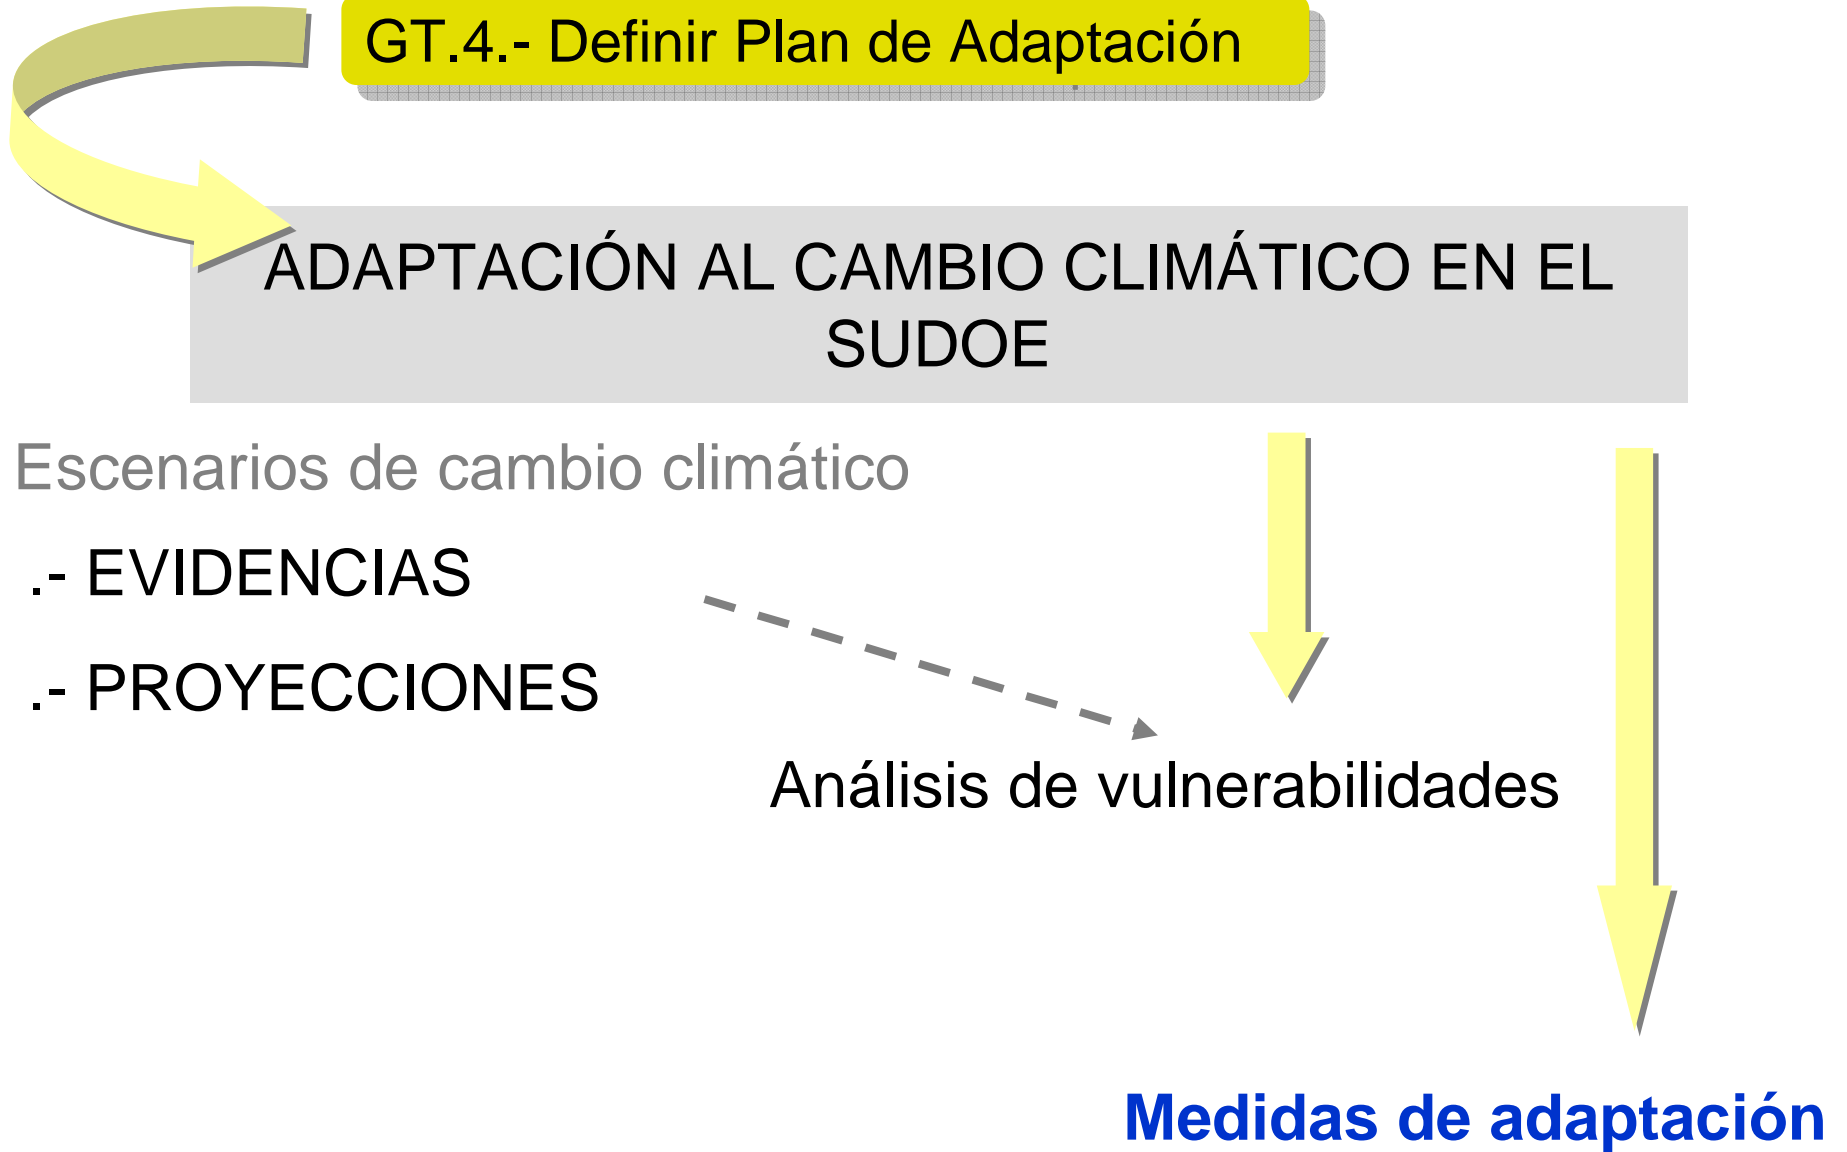 GT.4.- Definir Plan de Adaptación
ADAPTACIÓN AL CAMBIO CLIMÁTICO EN EL
SUDOE
Escenarios de cambio climático
.- EVIDENCIAS
.- PROYECCIONES
Análisis de vulnerabilidades
Medidas de adaptación